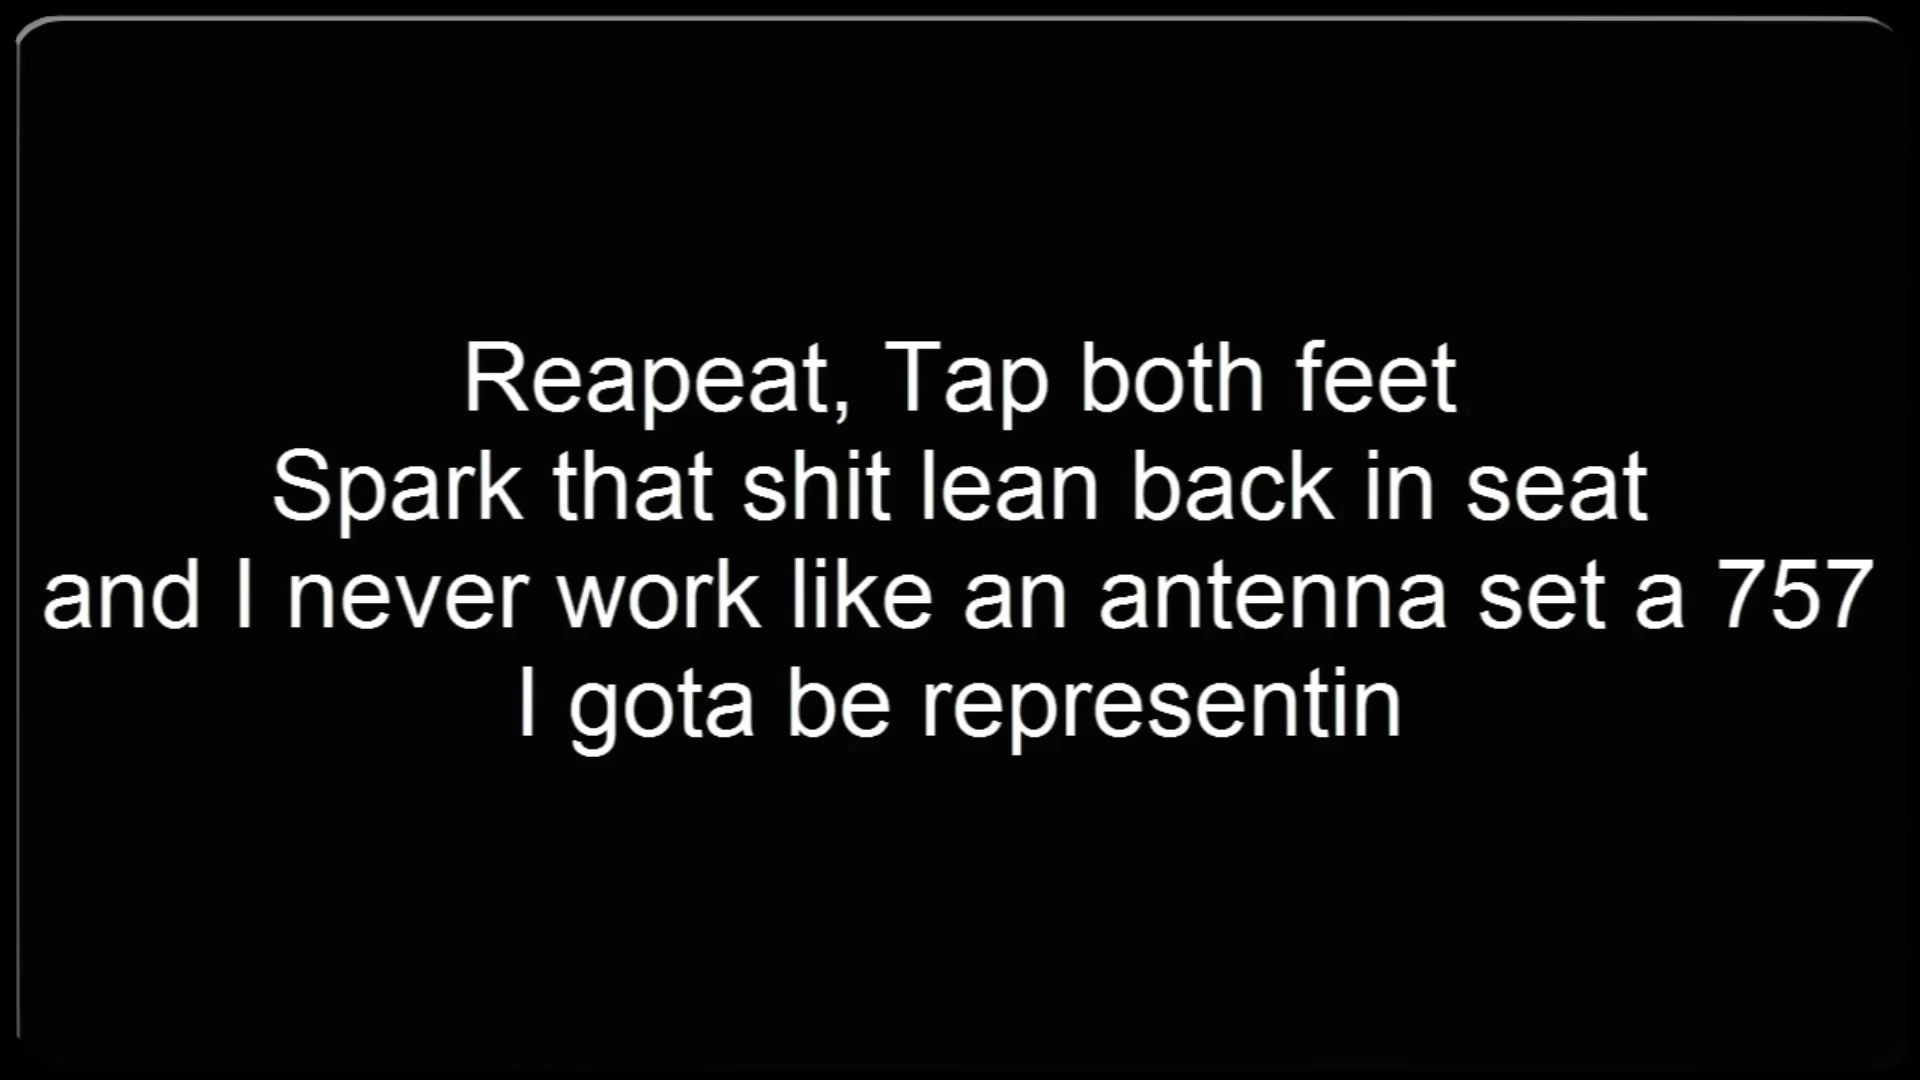 Reapeat, Tap both feet
Spark that shit lean back in seat
and I never work like an antenna set a 757
I gota be representin